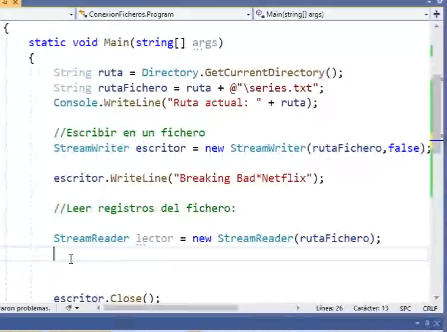 ConexionFicheros.Program
Main(string[] args)
{
static void Main(string[] args)
{
String ruta = Directory.GetCurrentDirectory();
String rutaFichero = ruta + @"\series.txt";
Console.WriteLine("Ruta actual: " + ruta);
//Escribir en un fichero
StreamWriter escritor = new StreamWriter(rutaFichero,false);
escritor.WriteLine("Breaking Bad*Netflix");
//Leer registros del fichero:
StreamReader lector = new StreamReader(rutaFichero);
escritor.Close();
problemas.
Línea: 26 Carácter: 13 SPC CRLF